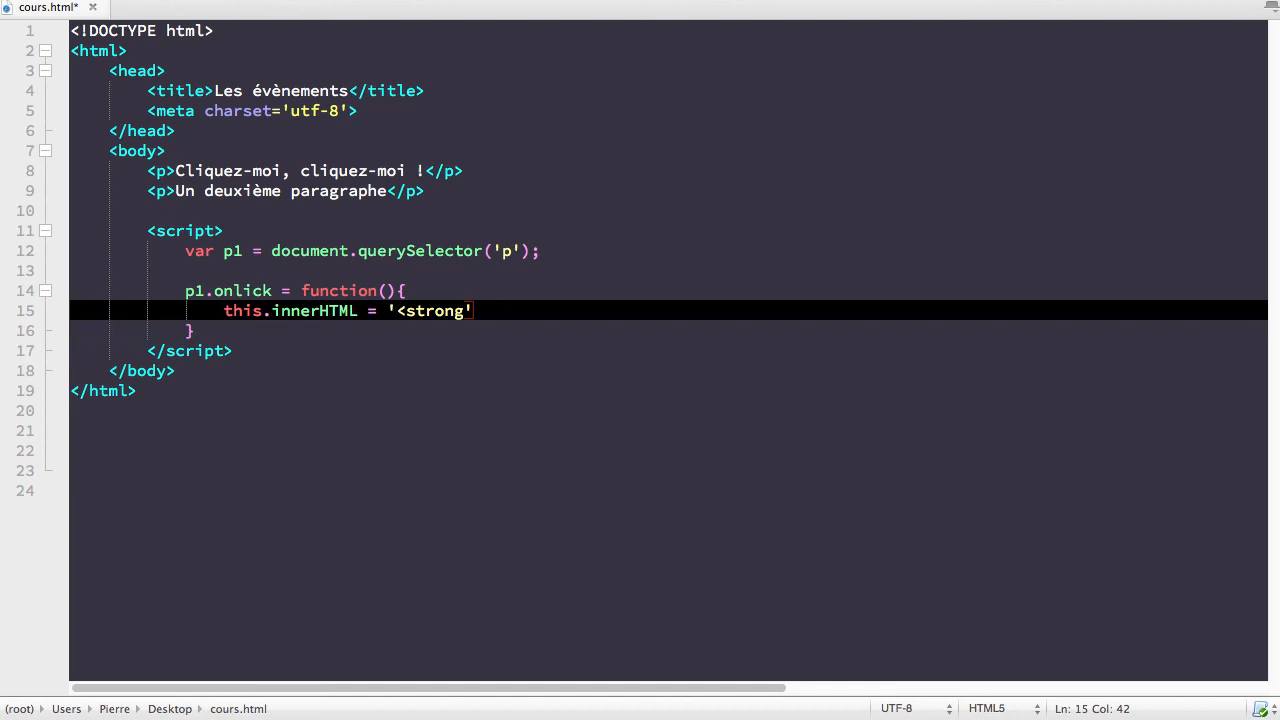 cours.html*
1 <!DOCTYPE html>
2 <html>
3 <head>
4 <title>Les évènements</title>
5 <meta charset='utf-8'>
6 </head>
7 <body>
8 <p>Cliquez-moi, cliquez-moi !</p>
9 <p>Un deuxième paragraphe</p>
10
11 <script>
12 var p1 = document.querySelector('p');
13
14 p1.onlick = function(){
15 this.innerHTML = '<strong'
16 }
17 </script>
18 </body>
19 </html>
20
21
22
23
24
(root) Users Pierre Desktop cours.html UTF-8 HTML5 Ln: 15 Col: 42